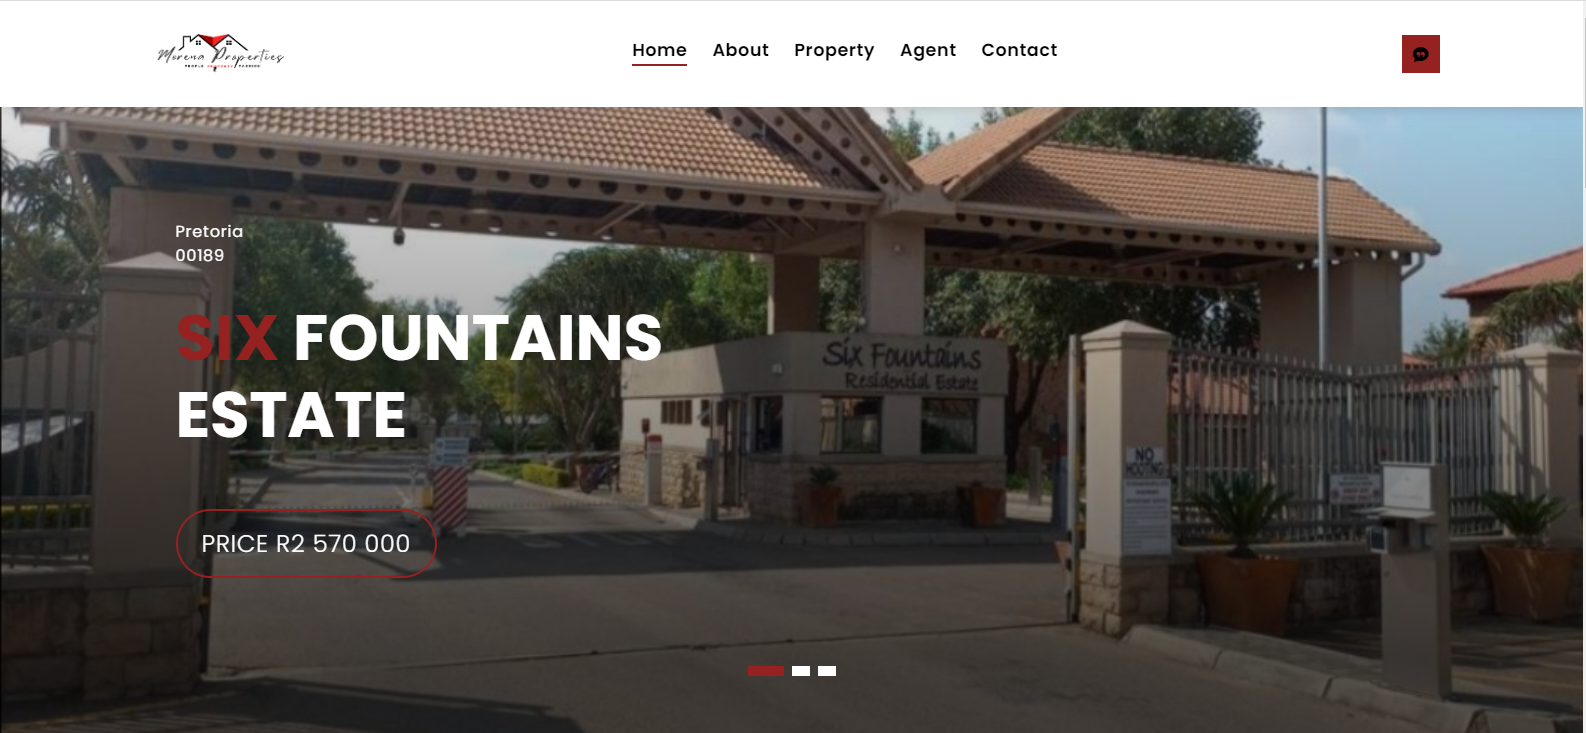 Morena Properties
Home
About
Property
Agent
Contact
Pretoria
00189
SIX FOUNTAINS
ESTATE
PRICE R2 570 000
Six Fountains
Residential Estate
NO
HOOTING